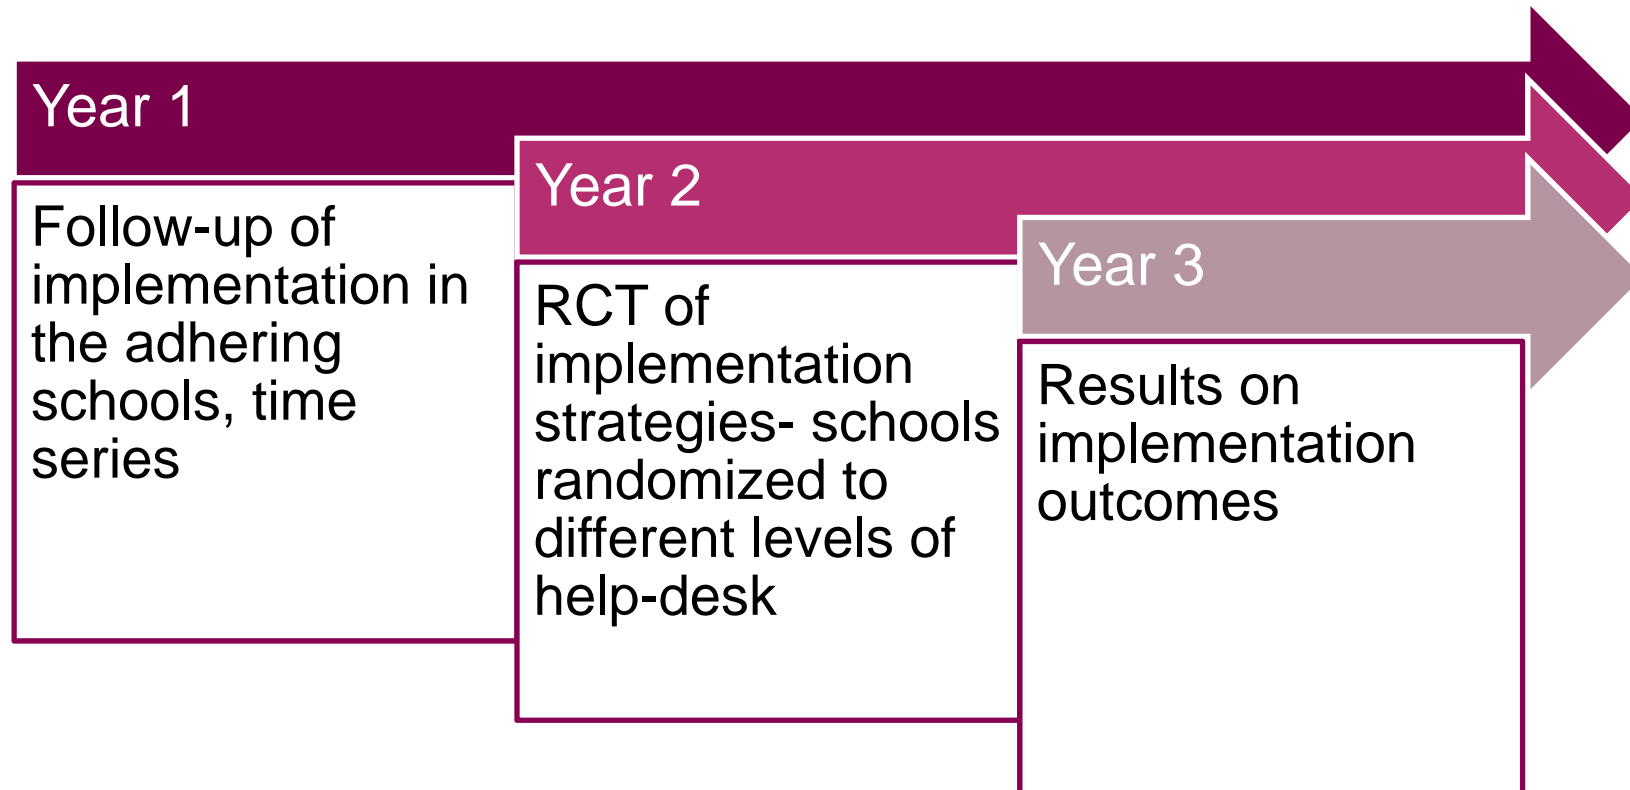 Year 1
Follow-up of
implementation in
the adhering
schools, time
series
Year 2
RCT of
implementation
strategies- schools
randomized to
different levels of
help-desk
Year 3
Results on
implementation
outcomes